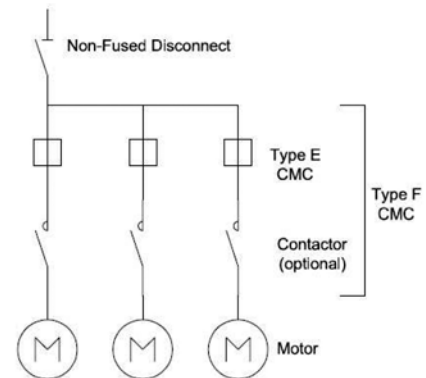 Non-Fused Disconnect
Type E
CMC
Type F
CMC
Contactor
(optional)
M
M
M
Motor